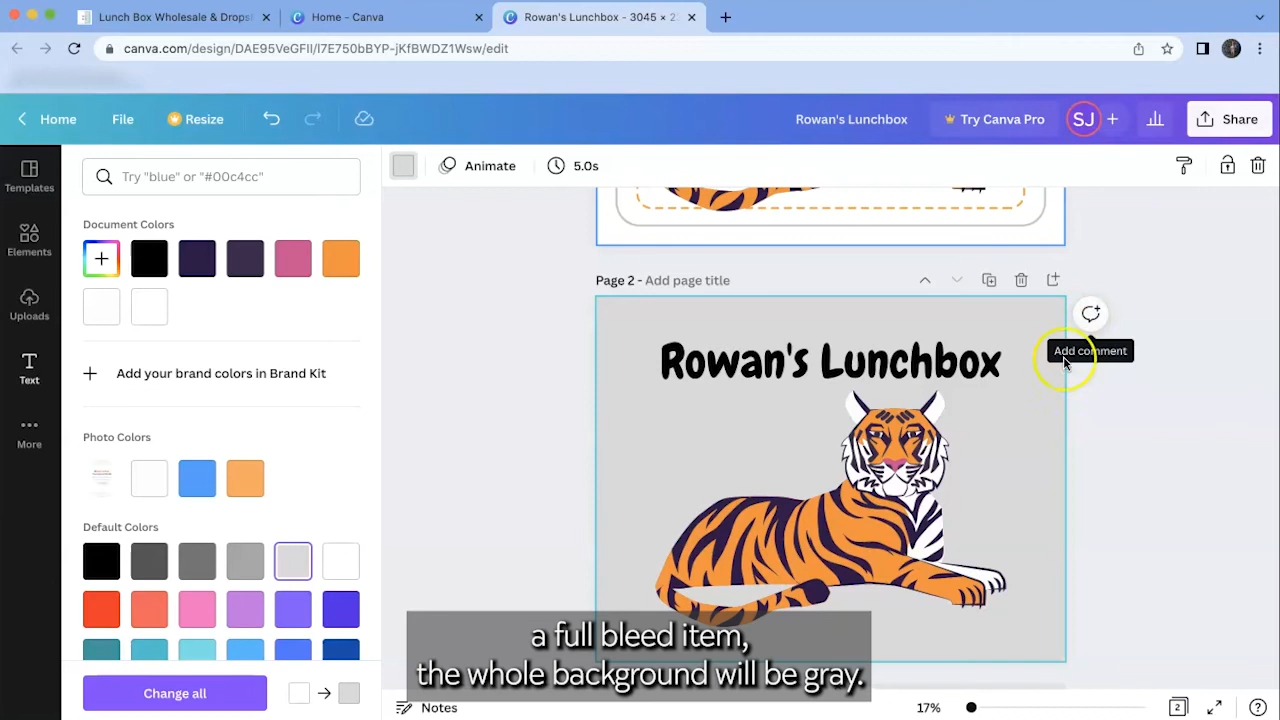 Lunch Box Wholesale & Drops
Home - Canva
Rowan's Lunchbox - 3045 × 2
canva.com/design/DAE95VeGFlI/l7E750bBYP-jKfBWDZ1Wsw/edit
Home
File
Resize
Rowan's Lunchbox
Try Canva Pro
SJ
Share
Templates
Elements
Uploads
Text
More
Try "blue" or "#00c4cc"
Animate
5.0s
Document Colors
Add your brand colors in Brand Kit
Photo Colors
Default Colors
Change all
Page 2 - Add page title
Add comment
Rowan's Lunchbox
a full bleed item,
the whole background will be gray.
Notes
17%
2